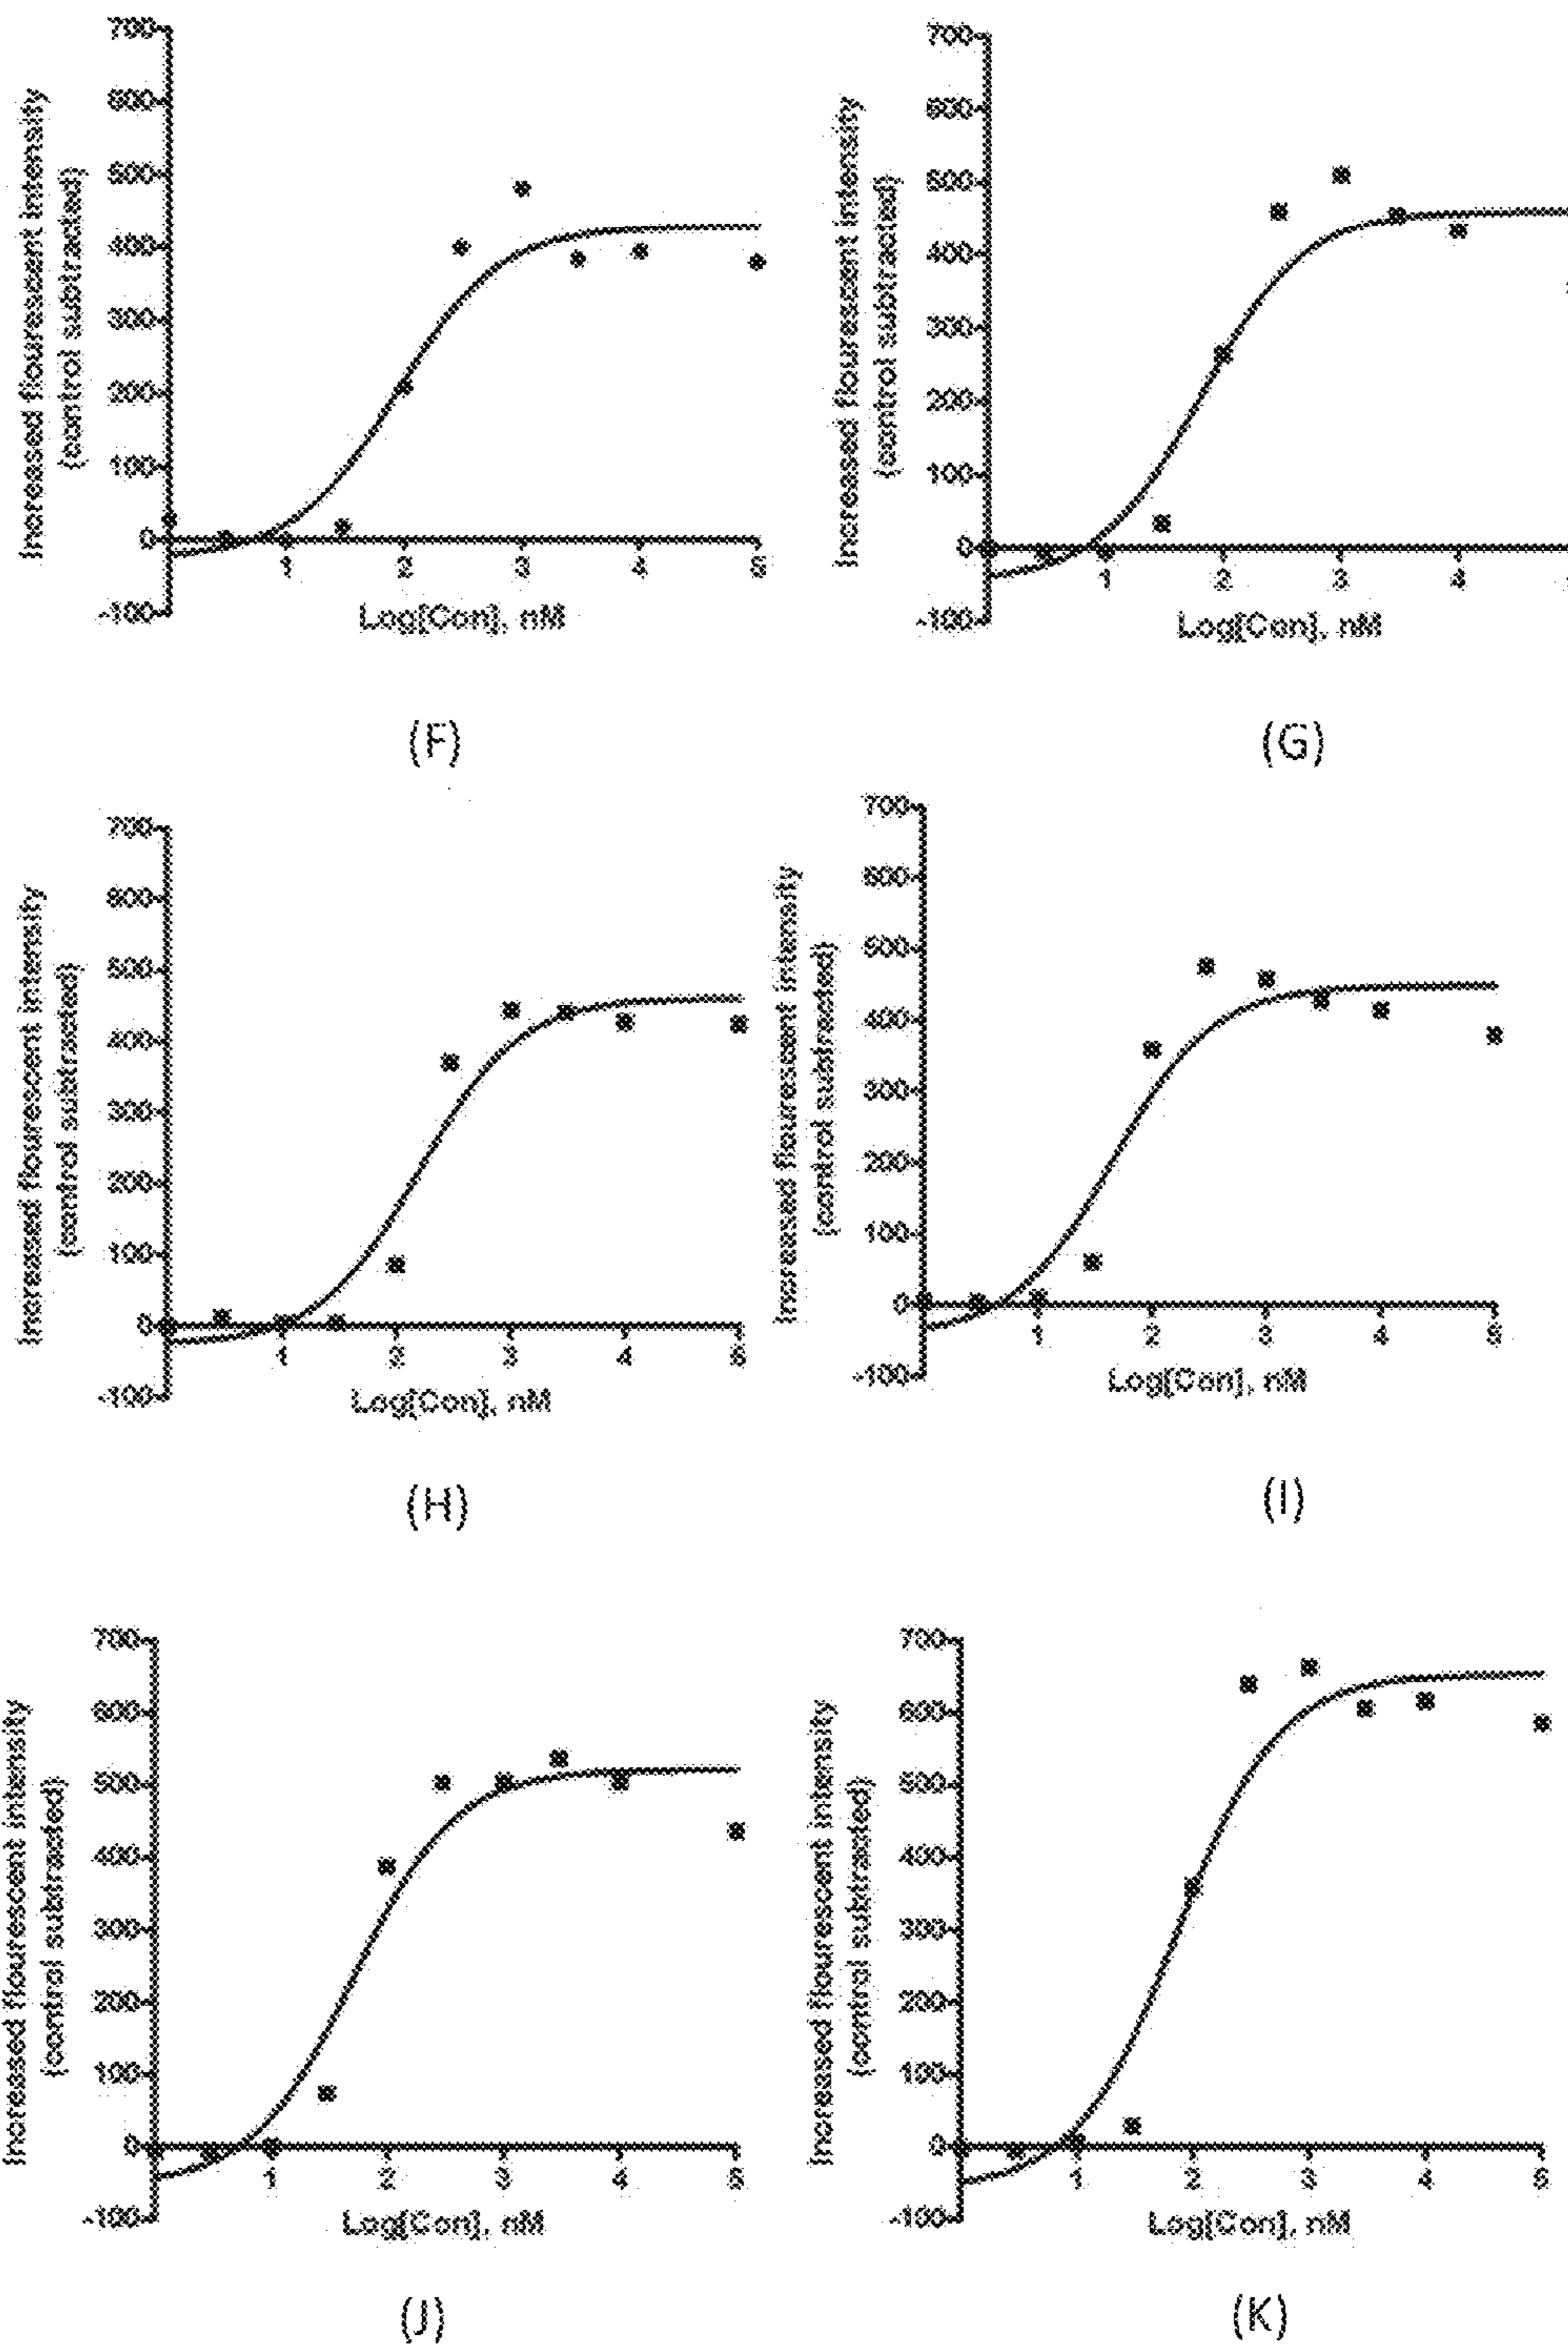 700
600
500
400
300
200
100
0
-100
Increased flourescent intensity
(control subtracted)
1 2 3 4 5
Log[Con], nM
(F)
700
600
500
400
300
200
100
0
-100
Increased flourescent intensity
(control subtracted)
1 2 3 4
Log[Con], nM
(G)
700
600
500
400
300
200
100
0
-100
Increased flourescent intensity
(control subtracted)
1 2 3 4 5
Log[Con], nM
(H)
700
600
500
400
300
200
100
0
-100
Increased flourescent intensity
(control subtracted)
1 2 3 4 5
Log[Con], nM
(I)
700
600
500
400
300
200
100
0
-100
Increased flourescent intensity
(control subtracted)
1 2 3 4 5
Log[Con], nM
(J)
700
600
500
400
300
200
100
0
-100
Increased flourescent intensity
(control subtracted)
1 2 3 4 5
Log[Con], nM
(K)